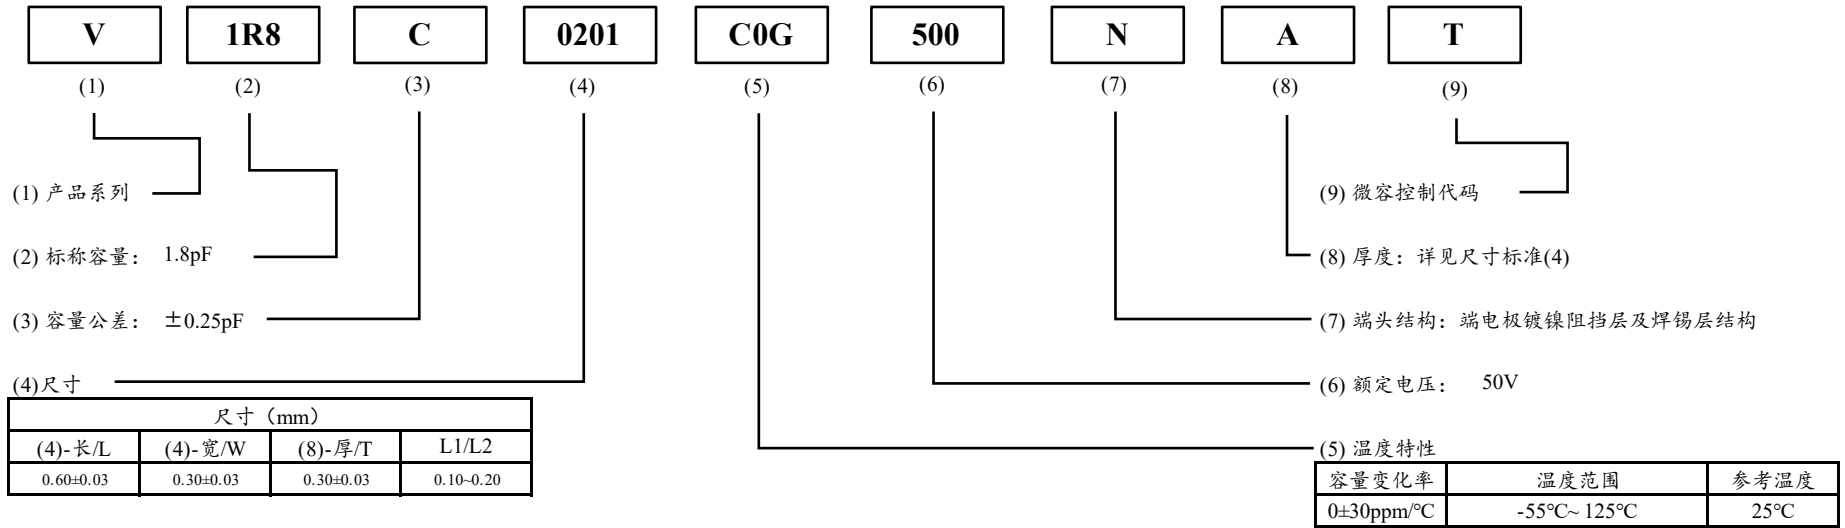 V 1R8 C 0201 C0G 500 N A T
(1) (2) (3) (4) (5) (6) (7) (8) (9)
(1) 产品系列
(9) 微容控制代码
(2) 标称容量： 1.8pF
(8) 厚度：详见尺寸标准(4)
(3) 容量公差： ±0.25pF
(7) 端头结构：端电极镀镍阻挡层及焊锡层结构
(4)尺寸
(6) 额定电压： 50V
尺寸（mm）
(4)-长/L (4)-宽/W (8)-厚/T L1/L2
0.60±0.03 0.30±0.03 0.30±0.03 0.10~0.20
(5) 温度特性
容量变化率 温度范围 参考温度
0±30ppm/°C -55°C~ 125°C 25°C